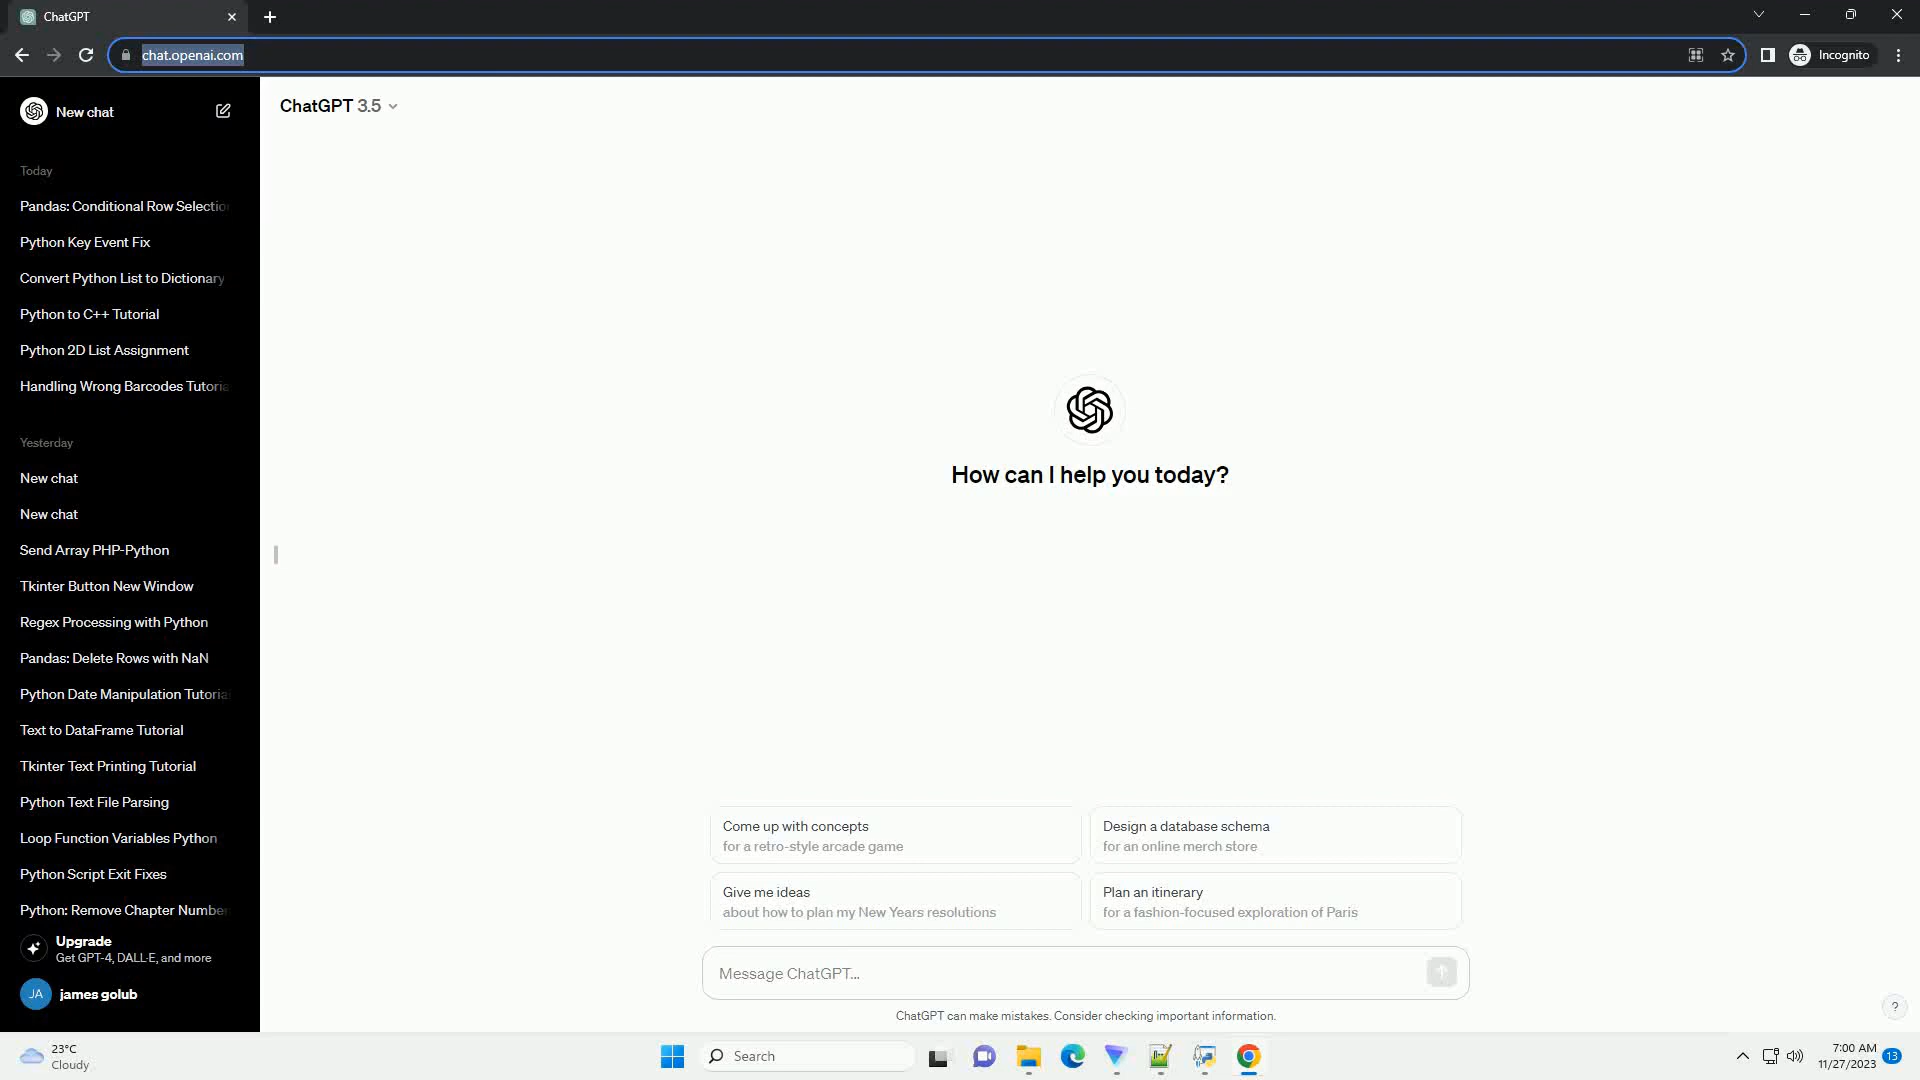 ChatGPT
chat.openai.com
Incognito
New chat
ChatGPT 3.5
Today
Pandas: Conditional Row Selectio
Python Key Event Fix
Convert Python List to Dictionary
Python to C++ Tutorial
Python 2D List Assignment
Handling Wrong Barcodes Tutoria
Yesterday
New chat
New chat
Send Array PHP-Python
Tkinter Button New Window
Regex Processing with Python
Pandas: Delete Rows with NaN
Python Date Manipulation Tutoria
Text to DataFrame Tutorial
Tkinter Text Printing Tutorial
Python Text File Parsing
Loop Function Variables Python
Python Script Exit Fixes
Python: Remove Chapter Number
Upgrade
Get GPT-4, DALL·E, and more
JA
james golub
How can I help you today?
Come up with concepts
for a retro-style arcade game
Design a database schema
for an online merch store
Give me ideas
about how to plan my New Years resolutions
Plan an itinerary
for a fashion-focused exploration of Paris
Message ChatGPT...
ChatGPT can make mistakes. Consider checking important information.
?
23°C
Cloudy
Search
7:00 AM
11/27/2023
13